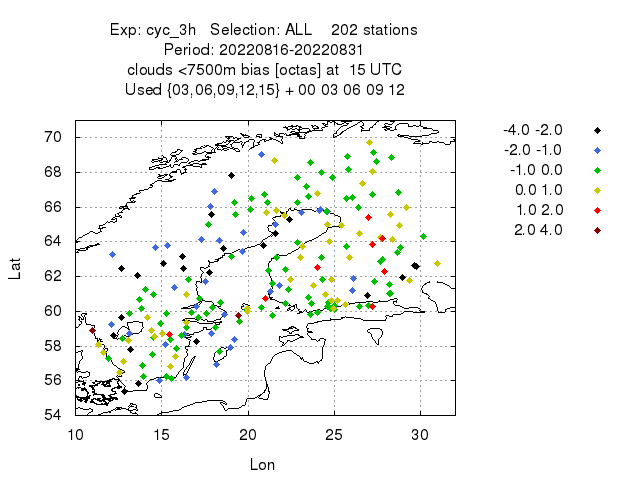 Exp: cyc_3h   Selection: ALL    202 stations
Period: 20220816-20220831
clouds <7500m bias [octas] at  15 UTC
Used {03,06,09,12,15} + 00 03 06 09 12
-4.0 -2.0
-2.0 -1.0
-1.0 0.0
0.0 1.0
1.0 2.0
2.0 4.0
70
68
66
64
62
60
58
56
54
Lat
10 15 20 25 30
Lon